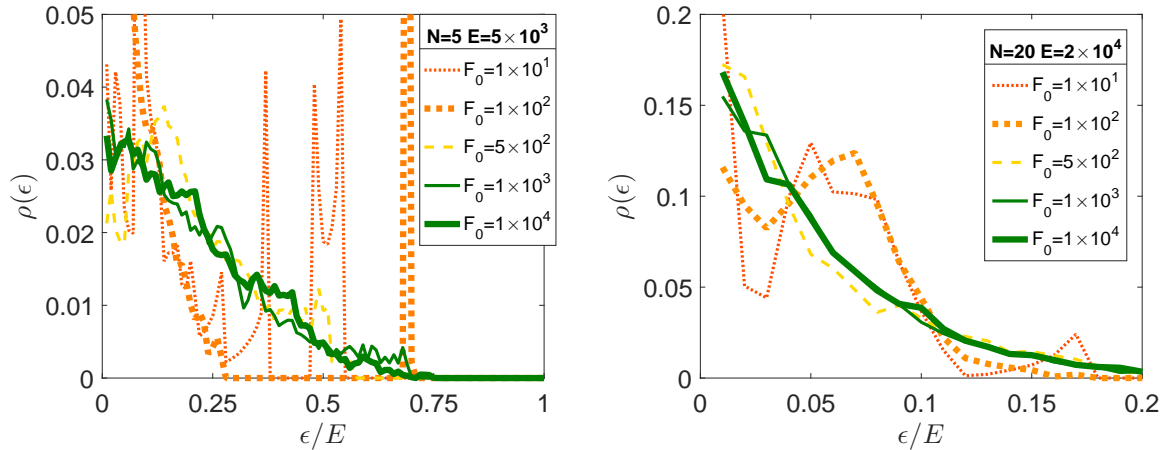 0.05
0.04
0.03
0.02
0.01
0
ρ(ϵ)
0 0.25 0.5 0.75 1
ϵ/E
N=5 E=5×10³
F₀=1×10¹
F₀=1×10²
F₀=5×10²
F₀=1×10³
F₀=1×10⁴
0.2
0.15
0.1
0.05
0
ρ(ϵ)
0 0.05 0.1 0.15 0.2
ϵ/E
N=20 E=2×10⁴
F₀=1×10¹
F₀=1×10²
F₀=5×10²
F₀=1×10³
F₀=1×10⁴